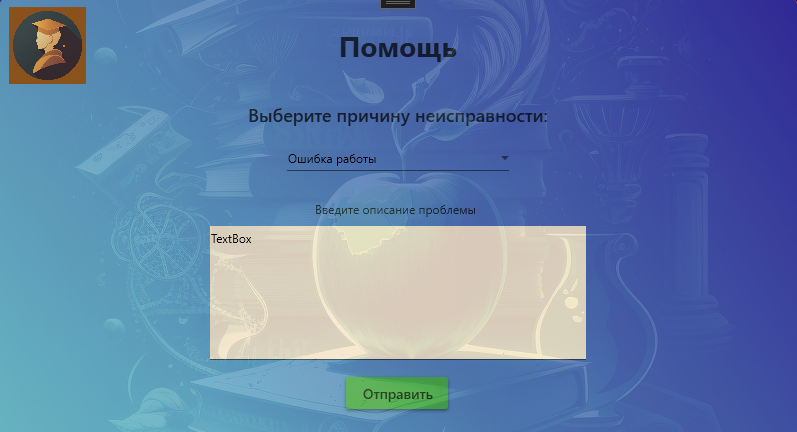 Помощь
Выберите причину неисправности:
Ошибка работы
Введите описание проблемы
TextBox
Отправить